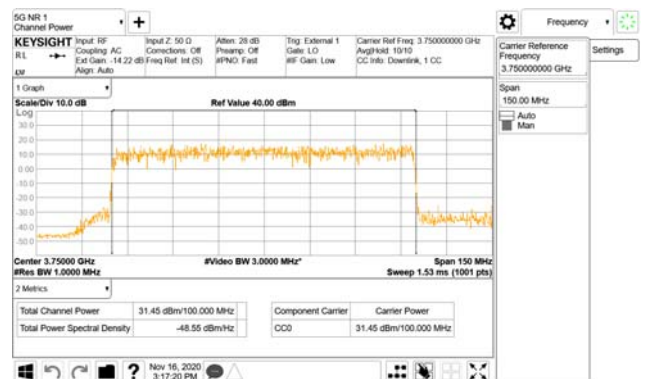 5G NR 1
Channel Power
Frequency
KEYSIGHT Input: RF
Coupling: AC
Ext Gain: -14.22 dB
Align: Auto
Input Z: 50 Ω
Corrections: Off
Freq Ref: Int (S)
Atten: 28 dB
Preamp: Off
#PNO: Fast
Trig: External 1
Gate: LO
#IF Gain: Low
Carrier Ref Freq: 3.750000000 GHz
Avg|Hold: 10/10
CC Info: Downlink, 1 CC
RL
Carrier Reference
Frequency
3.750000000 GHz
Settings
Span
150.00 MHz
Auto
Man
1 Graph
Scale/Div 10.0 dB
Ref Value 40.00 dBm
Log
30.0
20.0
10.0
0.00
-10.0
-20.0
-30.0
-40.0
-50.0
Center 3.75000 GHz
#Video BW 3.0000 MHz*
Span 150 MHz
#Res BW 1.0000 MHz
Sweep 1.53 ms (1001 pts)
2 Metrics
Total Channel Power 31.45 dBm/100.000 MHz
Total Power Spectral Density -48.55 dBm/Hz
Component Carrier Carrier Power
CC0 31.45 dBm/100.000 MHz
Nov 16, 2020
3:17:20 PM